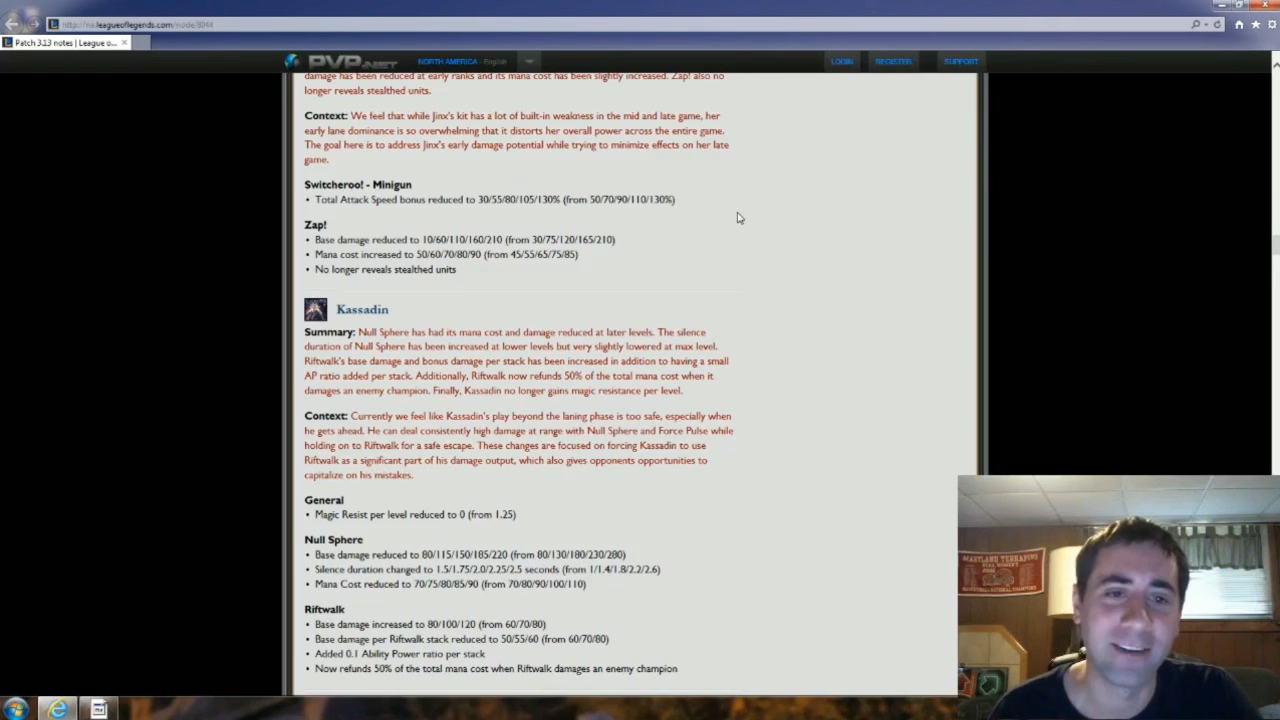 http://na.leagueoflegends.com/node/8044
Patch 3.13 notes | League o...
PVP.NET
NORTH AMERICA - English
LOGIN
REGISTER
SUPPORT
damage has been reduced at early ranks and its mana cost has been slightly increased. Zap! also no
longer reveals stealthed units.
Context: We feel that while Jinx's kit has a lot of built-in weakness in the mid and late game, her
early lane dominance is so overwhelming that it distorts her overall power across the entire game.
The goal here is to address Jinx's early damage potential while trying to minimize effects on her late
game.
Switcheroo! - Minigun
• Total Attack Speed bonus reduced to 30/55/80/105/130% (from 50/70/90/110/130%)
Zap!
• Base damage reduced to 10/60/110/160/210 (from 30/75/120/165/210)
• Mana cost increased to 50/60/70/80/90 (from 45/55/65/75/85)
• No longer reveals stealthed units
Kassadin
Summary: Null Sphere has had its mana cost and damage reduced at later levels. The silence
duration of Null Sphere has been increased at lower levels but very slightly lowered at max level.
Riftwalk's base damage and bonus damage per stack has been increased in addition to having a small
AP ratio added per stack. Additionally, Riftwalk now refunds 50% of the total mana cost when it
damages an enemy champion. Finally, Kassadin no longer gains magic resistance per level.
Context: Currently we feel like Kassadin's play beyond the laning phase is too safe, especially when
he gets ahead. He can deal consistently high damage at range with Null Sphere and Force Pulse while
holding on to Riftwalk for a safe escape. These changes are focused on forcing Kassadin to use
Riftwalk as a significant part of his damage output, which also gives opponents opportunities to
capitalize on his mistakes.
General
• Magic Resist per level reduced to 0 (from 1.25)
Null Sphere
• Base damage reduced to 80/115/150/185/220 (from 80/130/180/230/280)
• Silence duration changed to 1.5/1.75/2.0/2.25/2.5 seconds (from 1/1.4/1.8/2.2/2.6)
• Mana Cost reduced to 70/75/80/85/90 (from 70/80/90/100/110)
Riftwalk
• Base damage increased to 80/100/120 (from 60/70/80)
• Base damage per Riftwalk stack reduced to 50/55/60 (from 60/70/80)
• Added 0.1 Ability Power ratio per stack
• Now refunds 50% of the total mana cost when Riftwalk damages an enemy champion
MARYLAND TERRAPINS